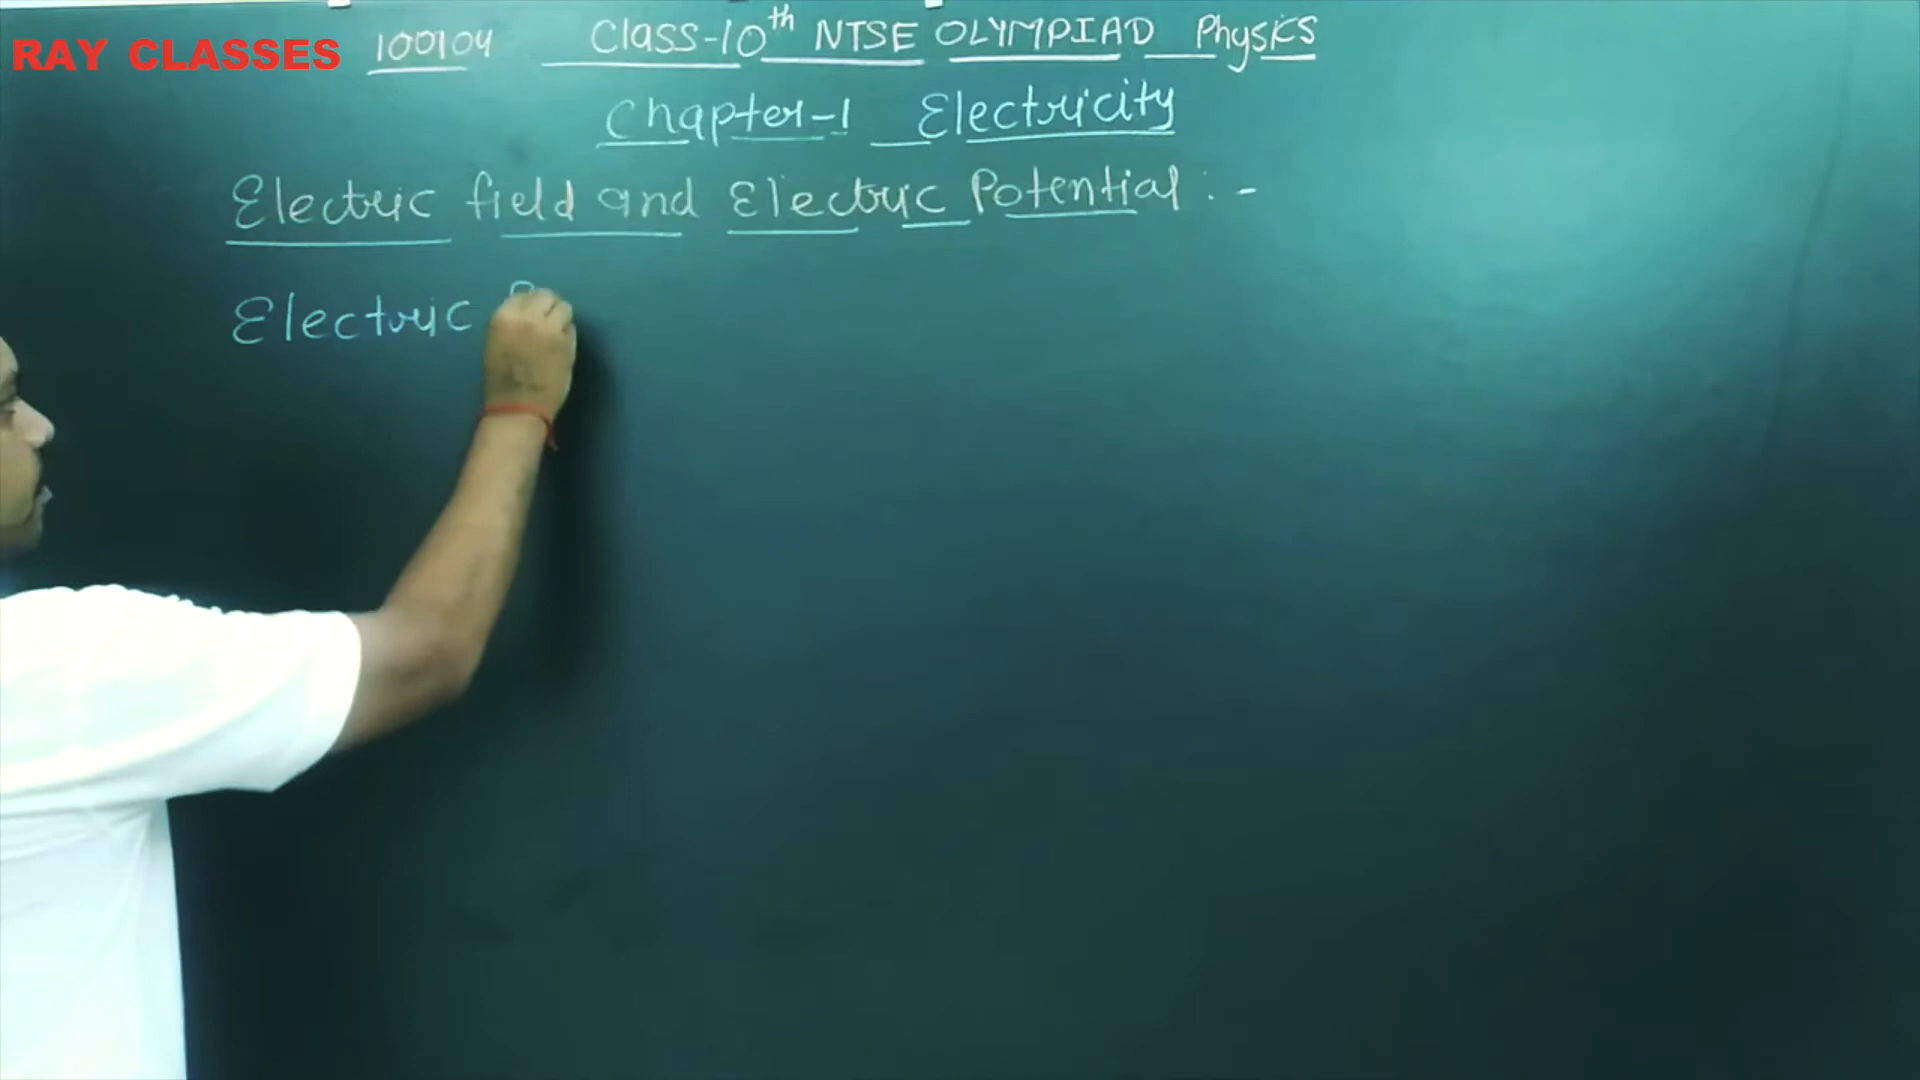 RAY CLASSES 100104 Class-10th NTSE OLYMPIAD Physics
Chapter-1 Electricity
Electric field and Electric Potential : -
Electric